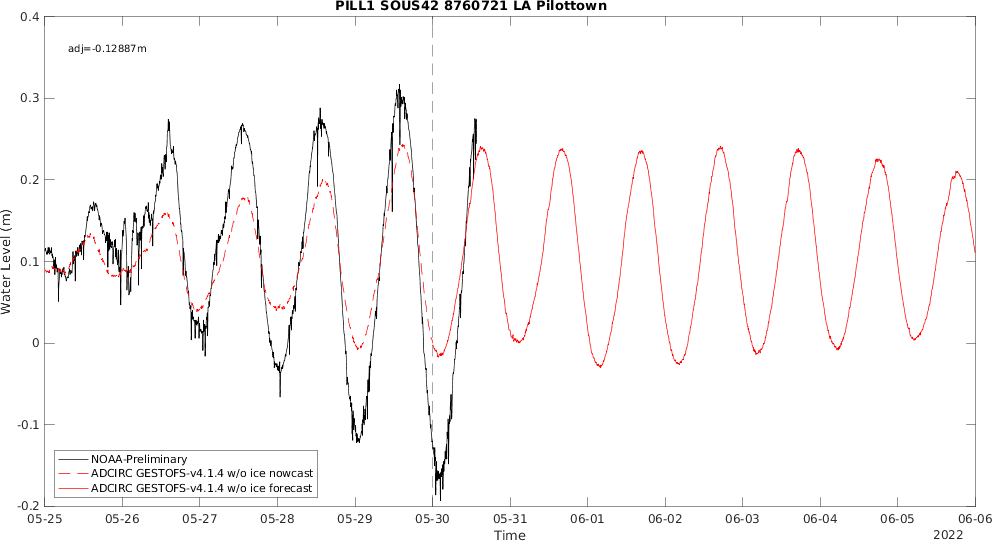 PILL1 SOUS42 8760721 LA Pilottown
adj=-0.12887m
0.4
0.3
0.2
0.1
0
-0.1
-0.2
Water Level (m)
NOAA-Preliminary
ADCIRC GESTOFS-v4.1.4 w/o ice nowcast
ADCIRC GESTOFS-v4.1.4 w/o ice forecast
05-25 05-26 05-27 05-28 05-29 05-30 05-31 06-01 06-02 06-03 06-04 06-05 06-06
Time
2022